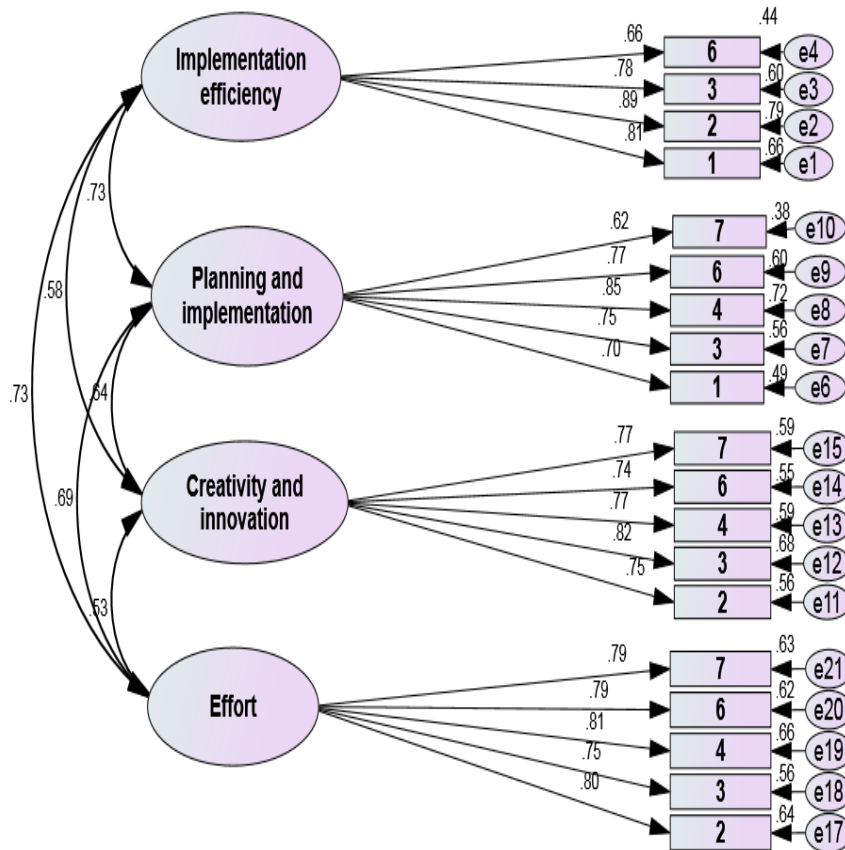 .44
.66
6
e4
Implementation
efficiency
.78
.60
3
e3
.89
.79
2
e2
.81
.66
1
e1
.73
.62
.38
7
e10
.77
.60
6
e9
Planning and
implementation
.85
.72
4
e8
.58
.75
.56
3
e7
.70
.49
1
e6
.73
.64
.77
.59
7
e15
.74
.55
6
e14
Creativity and
innovation
.69
.77
.59
4
e13
.82
.68
3
e12
.75
.56
2
e11
.53
.79
.63
7
e21
.79
.62
6
e20
Effort
.81
.66
4
e19
.75
.56
3
e18
.80
.64
2
e17